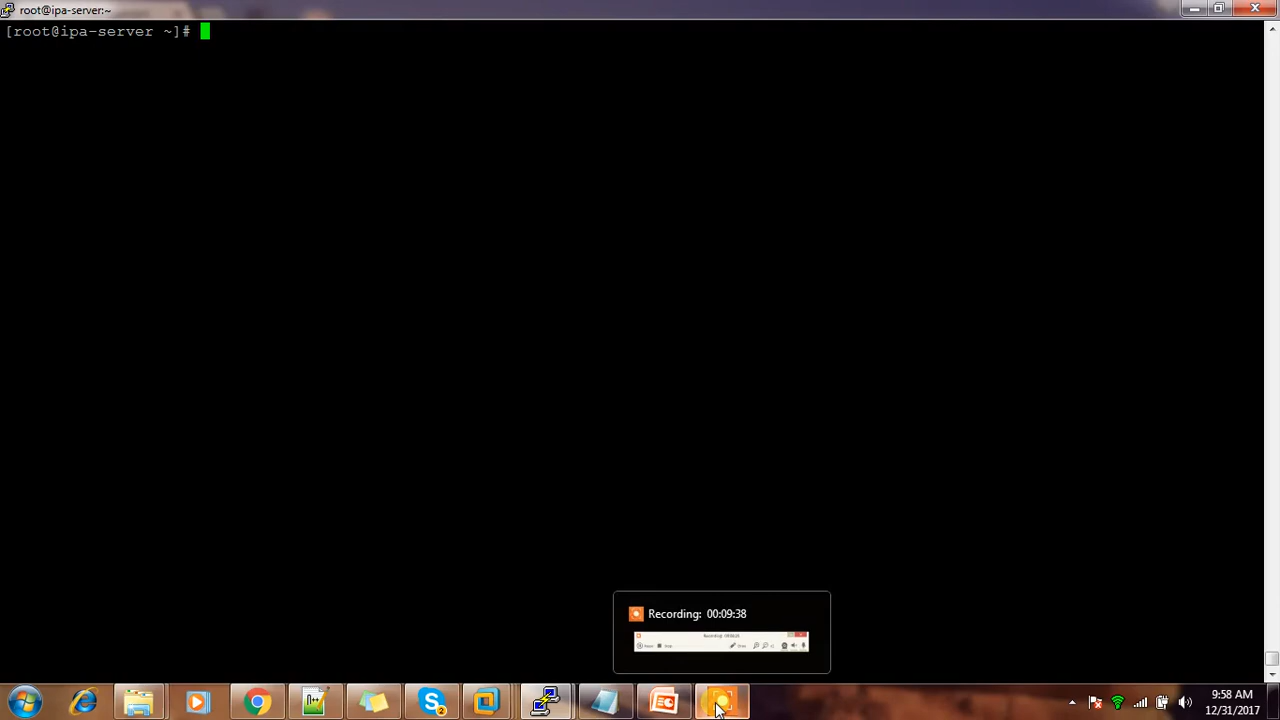 root@ipa-server:~
[root@ipa-server ~]#
Recording: 00:09:38
9:58 AM
12/31/2017